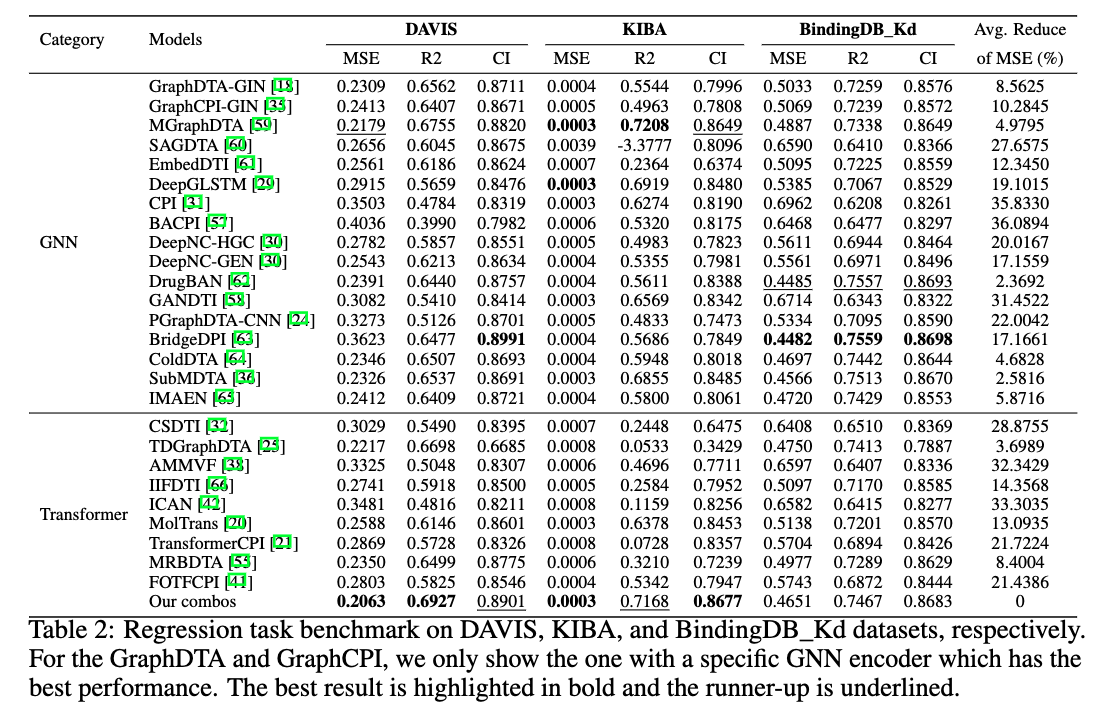 Category Models DAVIS KIBA BindingDB_Kd Avg. Reduce
MSE R2 CI MSE R2 CI MSE R2 CI of MSE (%)
GraphDTA-GIN [18] 0.2309 0.6562 0.8711 0.0004 0.5544 0.7996 0.5033 0.7259 0.8576 8.5625
GraphCPI-GIN [35] 0.2413 0.6407 0.8671 0.0005 0.4963 0.7808 0.5069 0.7239 0.8572 10.2845
MGraphDTA [59] 0.2179 0.6755 0.8820 0.0003 0.7208 0.8649 0.4887 0.7338 0.8649 4.9795
SAGDTA [60] 0.2656 0.6045 0.8675 0.0039 -3.3777 0.8096 0.6590 0.6410 0.8366 27.6575
EmbedDTI [61] 0.2561 0.6186 0.8624 0.0007 0.2364 0.6374 0.5095 0.7225 0.8559 12.3450
DeepGLSTM [29] 0.2915 0.5659 0.8476 0.0003 0.6919 0.8480 0.5385 0.7067 0.8529 19.1015
CPI [31] 0.3503 0.4784 0.8319 0.0003 0.6274 0.8190 0.6962 0.6208 0.8261 35.8330
BACPI [57] 0.4036 0.3990 0.7982 0.0006 0.5320 0.8175 0.6468 0.6477 0.8297 36.0894
GNN DeepNC-HGC [30] 0.2782 0.5857 0.8551 0.0005 0.4983 0.7823 0.5611 0.6944 0.8464 20.0167
DeepNC-GEN [30] 0.2543 0.6213 0.8634 0.0004 0.5355 0.7981 0.5561 0.6971 0.8496 17.1559
DrugBAN [62] 0.2391 0.6440 0.8757 0.0004 0.5611 0.8388 0.4485 0.7557 0.8693 2.3692
GANDTI [58] 0.3082 0.5410 0.8414 0.0003 0.6569 0.8342 0.6714 0.6343 0.8322 31.4522
PGraphDTA-CNN [24] 0.3273 0.5126 0.8701 0.0005 0.4833 0.7473 0.5334 0.7095 0.8590 22.0042
BridgeDPI [63] 0.3623 0.6477 0.8991 0.0004 0.5686 0.7849 0.4482 0.7559 0.8698 17.1661
ColdDTA [64] 0.2346 0.6507 0.8693 0.0004 0.5948 0.8018 0.4697 0.7442 0.8644 4.6828
SubMDTA [36] 0.2326 0.6537 0.8691 0.0003 0.6855 0.8485 0.4566 0.7513 0.8670 2.5816
IMAEN [65] 0.2412 0.6409 0.8721 0.0004 0.5800 0.8061 0.4720 0.7429 0.8553 5.8716
CSDTI [32] 0.3029 0.5490 0.8395 0.0007 0.2448 0.6475 0.6408 0.6510 0.8369 28.8755
TDGraphDTA [25] 0.2217 0.6698 0.6685 0.0008 0.0533 0.3429 0.4750 0.7413 0.7887 3.6989
AMMVF [38] 0.3325 0.5048 0.8307 0.0006 0.4696 0.7711 0.6597 0.6407 0.8336 32.3429
IIFDTI [66] 0.2741 0.5918 0.8500 0.0005 0.2584 0.7952 0.5097 0.7170 0.8585 14.3568
Transformer ICAN [42] 0.3481 0.4816 0.8211 0.0008 0.1159 0.8256 0.6582 0.6415 0.8277 33.3035
MolTrans [20] 0.2588 0.6146 0.8601 0.0003 0.6378 0.8453 0.5138 0.7201 0.8570 13.0935
TransformerCPI [21] 0.2869 0.5728 0.8326 0.0008 0.0728 0.8357 0.5704 0.6894 0.8426 21.7224
MRBDTA [55] 0.2350 0.6499 0.8775 0.0006 0.3210 0.7239 0.4977 0.7289 0.8629 8.4004
FOTFCPI [41] 0.2803 0.5825 0.8546 0.0004 0.5342 0.7947 0.5743 0.6872 0.8444 21.4386
Our combos 0.2063 0.6927 0.8901 0.0003 0.7168 0.8677 0.4651 0.7467 0.8683 0
Table 2: Regression task benchmark on DAVIS, KIBA, and BindingDB_Kd datasets, respectively.
For the GraphDTA and GraphCPI, we only show the one with a specific GNN encoder which has the
best performance. The best result is highlighted in bold and the runner-up is underlined.